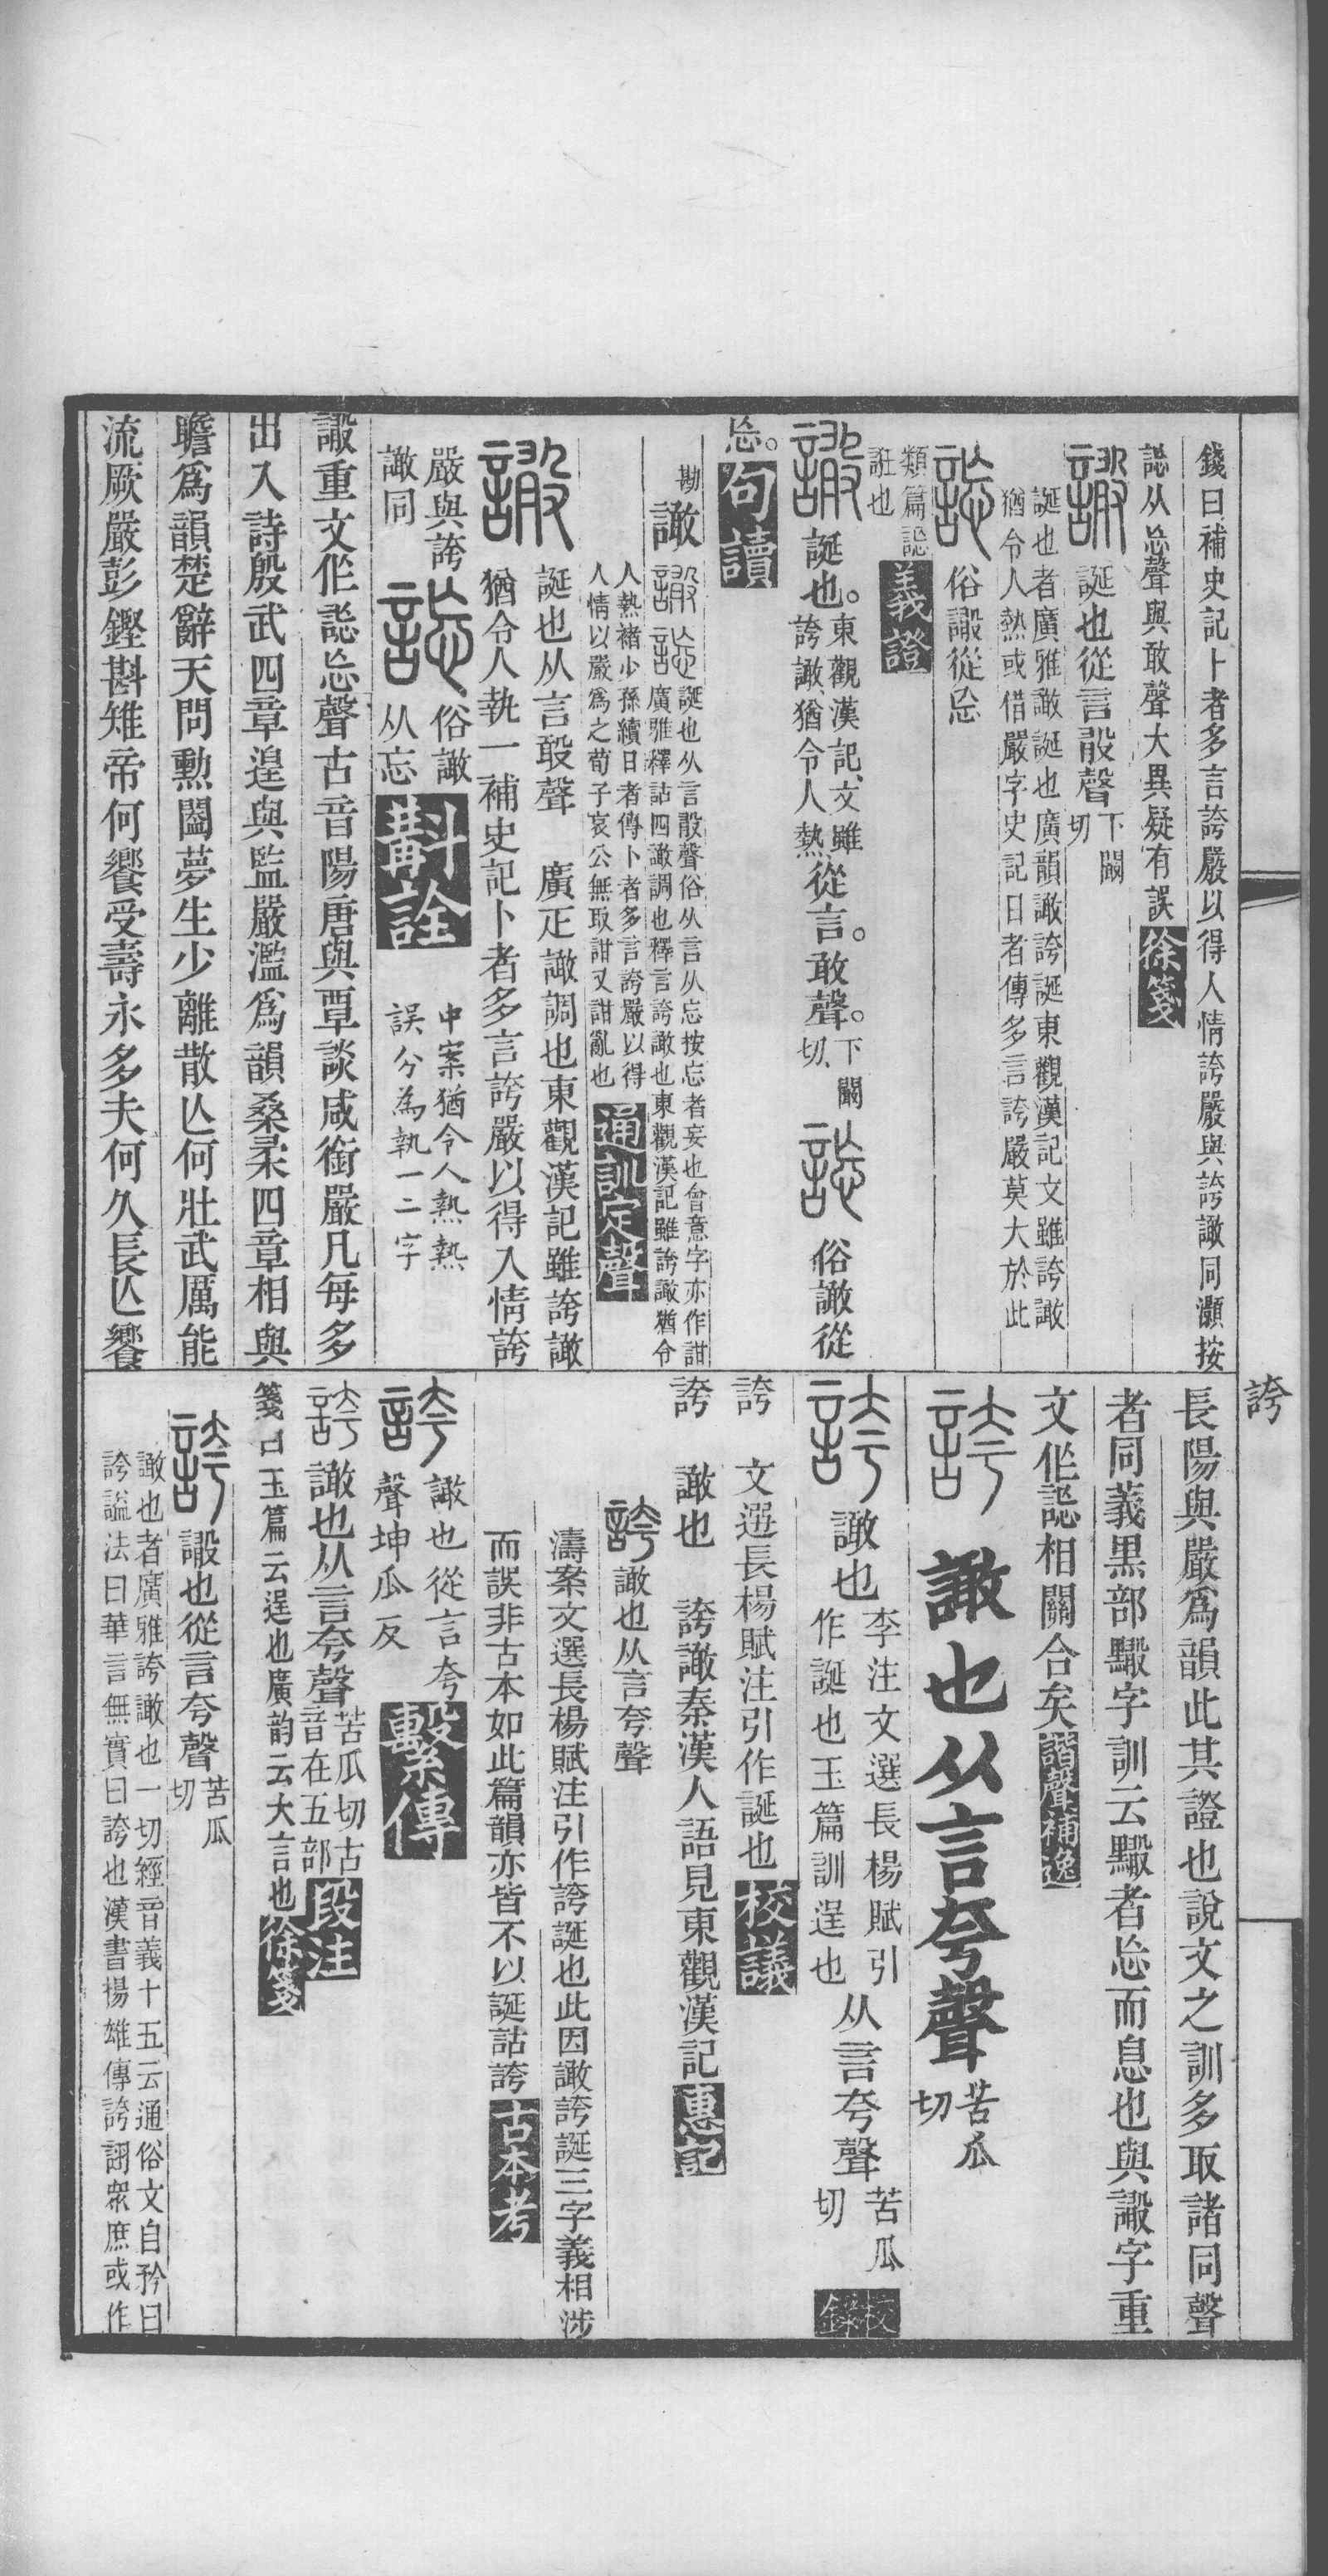 錢曰補史記卜者多言誇嚴以得人情誇嚴與誇譀同灝按
𧩖从忘聲與敢聲大異疑有誤徐箋
譀誕也從言敢聲下闞切
誕也者廣雅譀誕也廣韻譀誇誕東觀漢記文雖誇譀
猶令人熱或借嚴字史記日者傳多言誇嚴莫大於此
俗譀從忘
類篇
誑也義證
譀誕也。東觀漢記、文雖誇譀、猶令人熱、從言。敢聲。下闞切、俗譀從
忘。句讀
勘譀
誕也从言敢聲俗从言从忘按忘者妄也會意字亦作詌
廣雅釋詁四譀調也釋言誇譀也東觀漢記雖誇譀猶令
人熱褚少孫續日者傳卜者多言誇嚴以得
人情以嚴爲之荀子哀公無取詌又詌亂也通訓定聲
譀誕也从言敢聲 廣疋譀調也東觀漢記雖誇譀
猶令人執一補史記卜者多言誇嚴以得人情誇
嚴與誇譀同 俗譀从忘斠詮
中案猶令人熱熱
誤分為執一二字
譀重文作𧩖忘聲古音陽唐與覃談咸銜嚴凡每多
出入詩殷武四章遑與監嚴濫爲韻桑柔四章相與
瞻爲韻楚辭天問勳闔夢生少離散亾何壯武厲能
流厥嚴彭鏗斟雉帝何饗受壽永多夫何久長亾饗
誇
長陽與嚴爲韻此其證也說文之訓多取諸同聲
者同義黑部黬字訓云黬者忘而息也與譀字重
文作𧩖相關合矣諧聲補逸
誇 譀也从言夸聲苦瓜切
誇譀也李注文選長楊賦引作誕也玉篇訓逞也从言夸聲苦瓜切校錄
誇 文選長楊賦注引作誕也校議
誇 譀也 誇譀秦漢人語見東觀漢記惠記
誇譀也从言夸聲
濤案文選長楊賦注引作誇誕也此因譀誇誕三字義相涉
而誤非古本如此篇韻亦皆不以誕詁誇古本考
誇譀也從言夸聲坤瓜反繫傳
誇譀也从言夸聲苦瓜切古音在五部段注
箋曰玉篇云逞也廣韵云大言也徐箋
誇譀也從言夸聲苦瓜切
譀也者廣雅誇譀也一切經音義十五云通俗文自矜曰
誇謚法曰華言無實曰誇也漢書揚雄傳誇詡衆庶或作